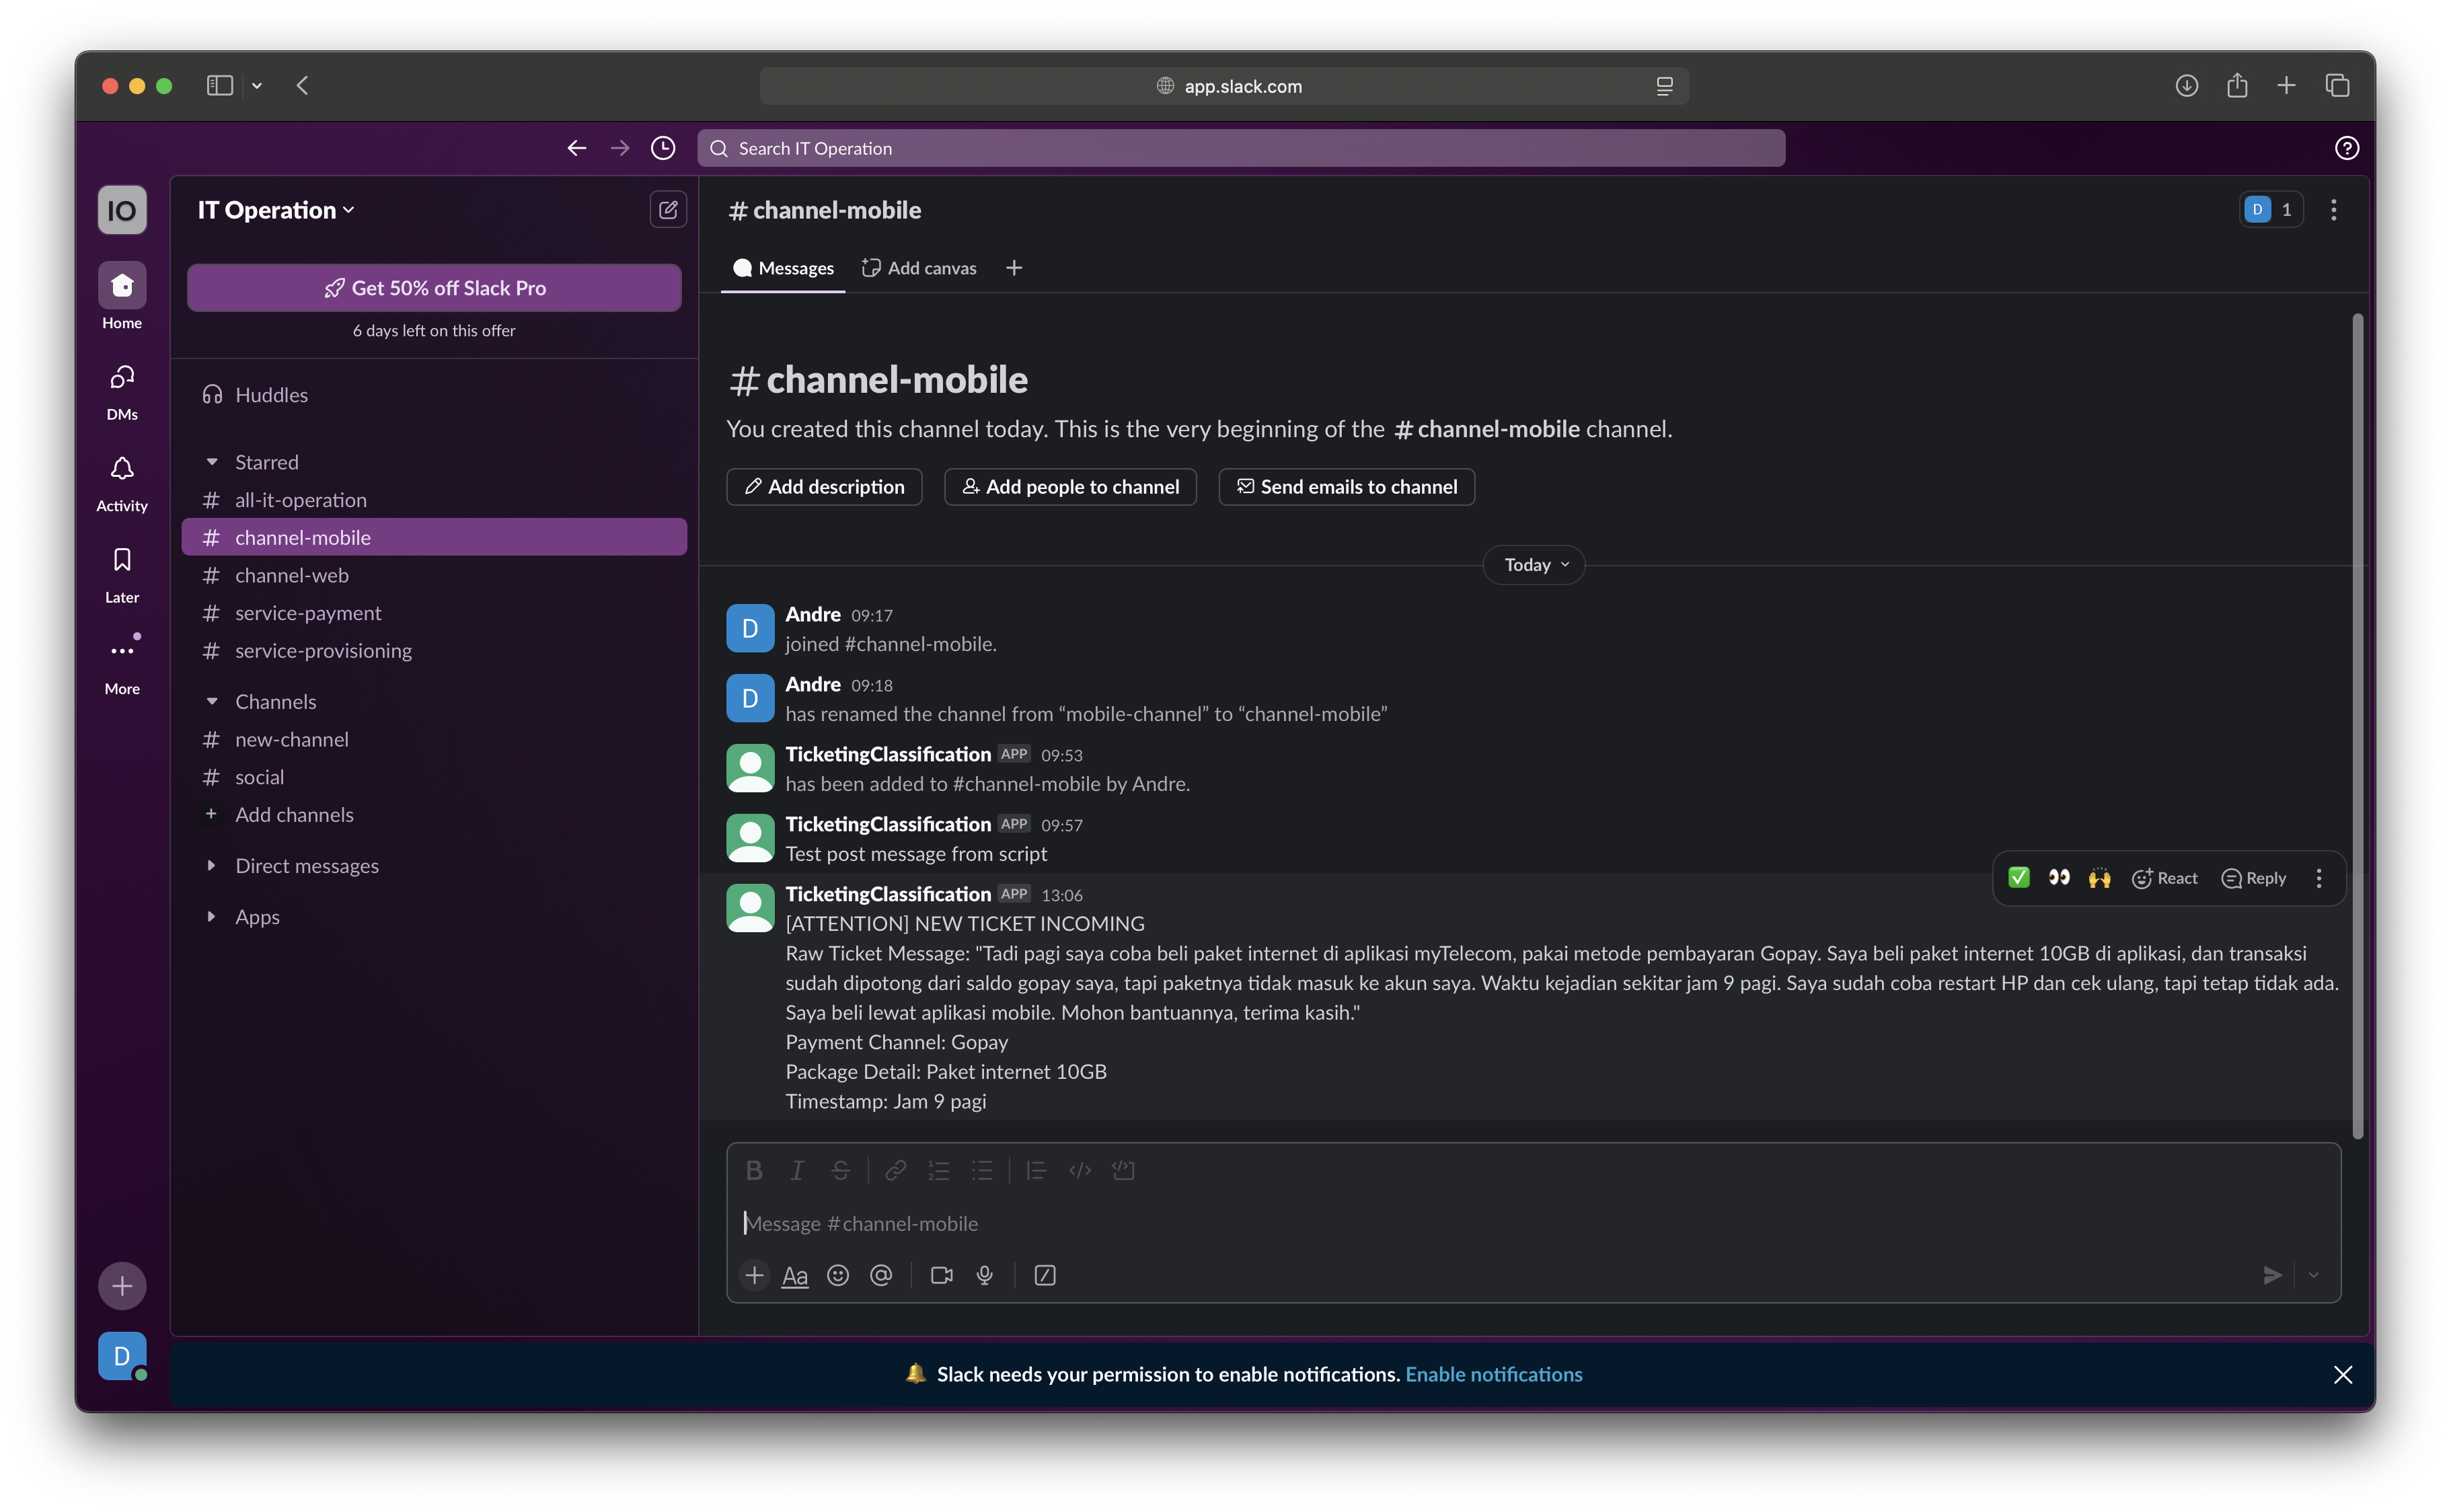 app.slack.com
Search IT Operation
IO
Home
DMs
Activity
Later
More
D
IT Operation
Get 50% off Slack Pro
6 days left on this offer
Huddles
Starred
# all-it-operation
# channel-mobile
# channel-web
# service-payment
# service-provisioning
Channels
# new-channel
# social
+ Add channels
Direct messages
Apps
# channel-mobile
D 1
Messages
Add canvas
# channel-mobile
You created this channel today. This is the very beginning of the # channel-mobile channel.
Add description
Add people to channel
Send emails to channel
Today
D
Andre 09:17
joined #channel-mobile.
D
Andre 09:18
has renamed the channel from “mobile-channel” to “channel-mobile”
TicketingClassification APP 09:53
has been added to #channel-mobile by Andre.
TicketingClassification APP 09:57
Test post message from script
React
Reply
TicketingClassification APP 13:06
[ATTENTION] NEW TICKET INCOMING
Raw Ticket Message: "Tadi pagi saya coba beli paket internet di aplikasi myTelecom, pakai metode pembayaran Gopay. Saya beli paket internet 10GB di aplikasi, dan transaksi
sudah dipotong dari saldo gopay saya, tapi paketnya tidak masuk ke akun saya. Waktu kejadian sekitar jam 9 pagi. Saya sudah coba restart HP dan cek ulang, tapi tetap tidak ada.
Saya beli lewat aplikasi mobile. Mohon bantuannya, terima kasih."
Payment Channel: Gopay
Package Detail: Paket internet 10GB
Timestamp: Jam 9 pagi
B I S
Message #channel-mobile
Aa
Slack needs your permission to enable notifications. Enable notifications